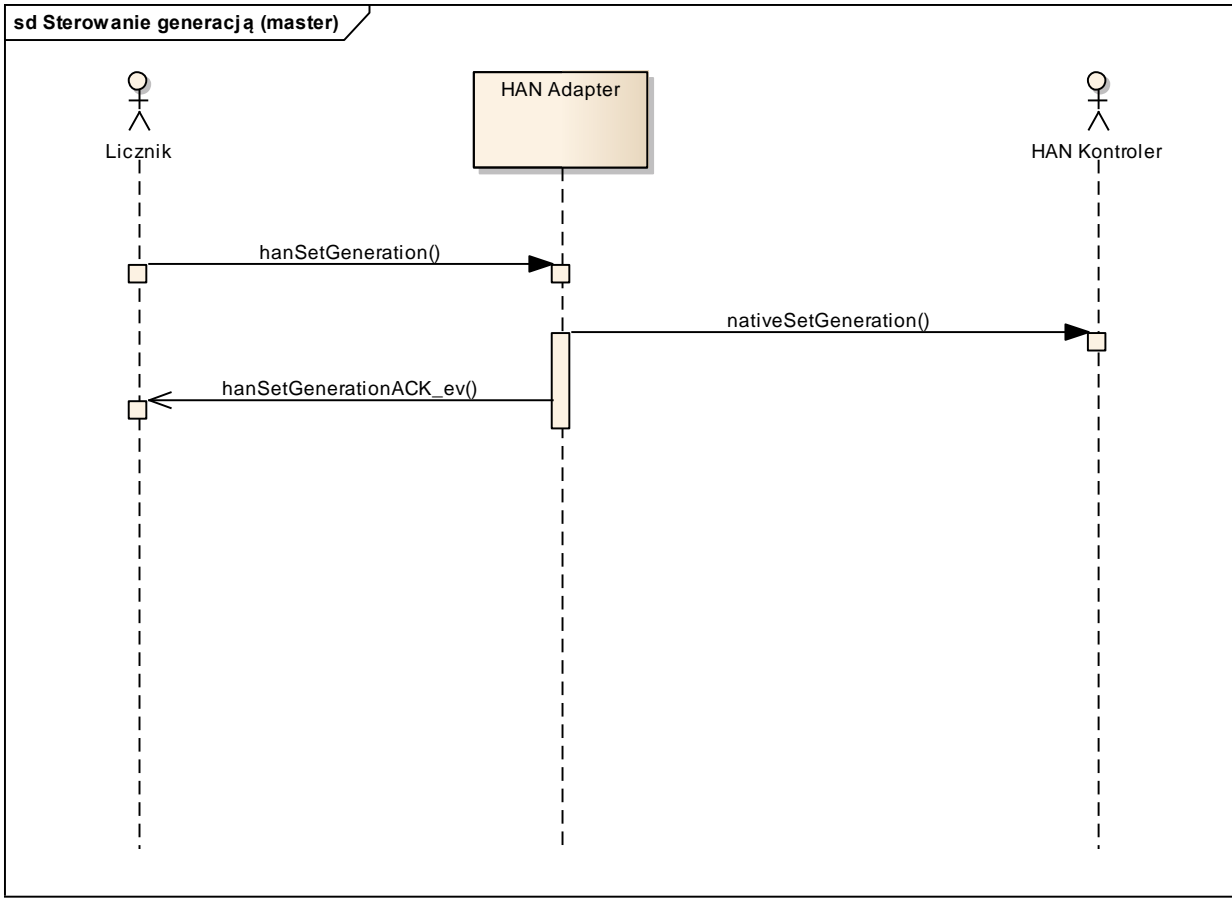 sd Sterowanie generacją (master)
Licznik
HAN Adapter
HAN Kontroler
hanSetGeneration()
nativeSetGeneration()
hanSetGenerationACK_ev()